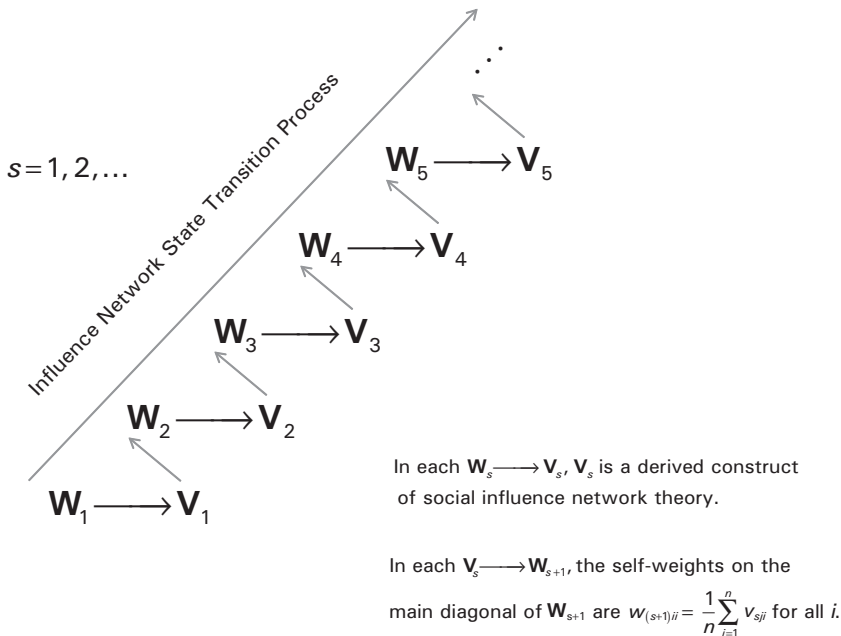 ⋰
Influence Network State Transition Process
s = 1, 2, ...
W₅ ⟶ V₅
W₄ ⟶ V₄
W₃ ⟶ V₃
W₂ ⟶ V₂
W₁ ⟶ V₁
In each Wₛ ⟶ Vₛ, Vₛ is a derived construct
of social influence network theory.
In each Vₛ ⟶ Wₛ₊₁, the self-weights on the
main diagonal of Wₛ₊₁ are w₍ₛ₊₁₎ᵢᵢ = 1/n ∑ⁿⱼ₌₁ vₛⱼᵢ for all i.